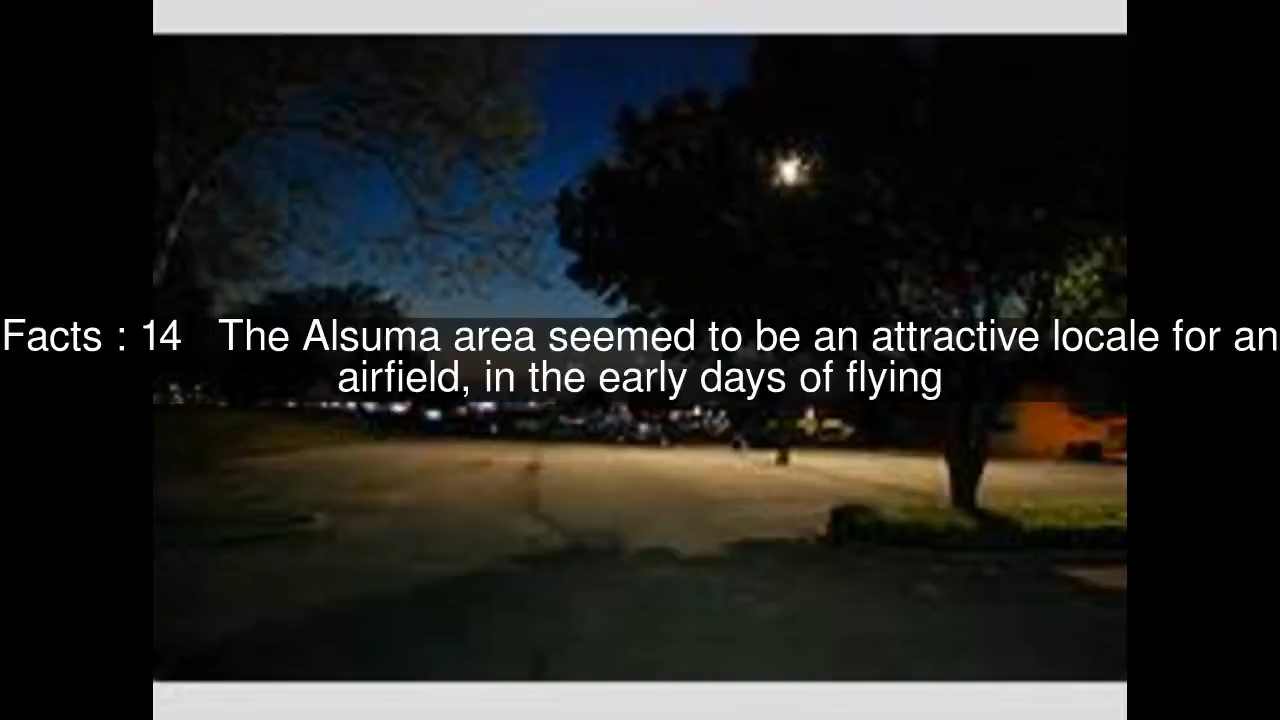 Facts : 14 The Alsuma area seemed to be an attractive locale for an
airfield, in the early days of flying